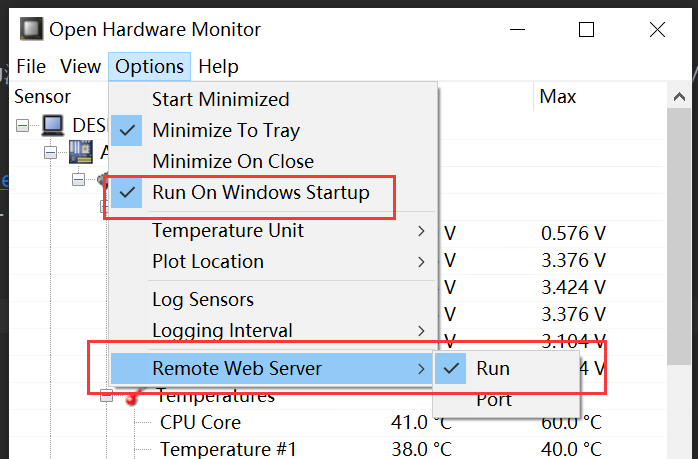 Open Hardware Monitor
File View Options Help
Sensor Max
Start Minimized
Minimize To Tray
Minimize On Close
Run On Windows Startup
Temperature Unit V 0.576 V
Plot Location V 3.376 V
V 3.424 V
Log Sensors V 3.376 V
Logging Interval V 3.104 V
Remote Web Server Run 4 V
Port
Temperatures
CPU Core 41.0 °C 60.0 °C
Temperature #1 38.0 °C 40.0 °C